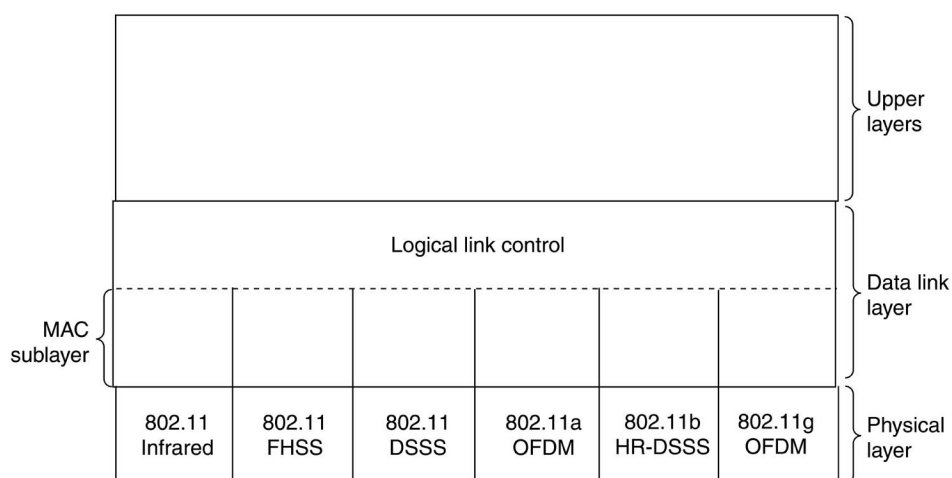 Upper
layers
Logical link control
Data link
layer
MAC
sublayer
802.11
Infrared
802.11
FHSS
802.11
DSSS
802.11a
OFDM
802.11b
HR-DSSS
802.11g
OFDM
Physical
layer